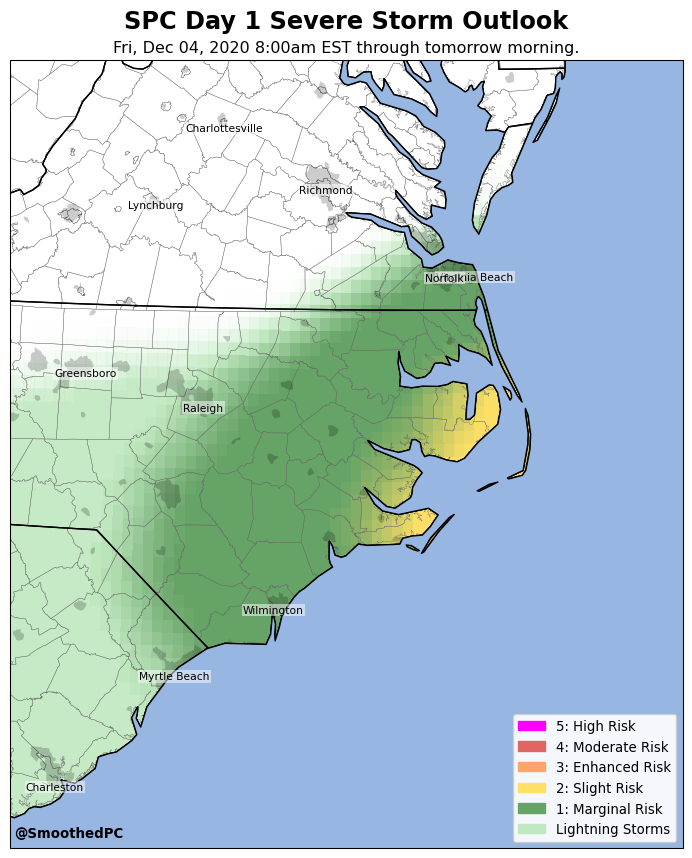 SPC Day 1 Severe Storm Outlook
Fri, Dec 04, 2020 8:00am EST through tomorrow morning.
Charlottesville
Richmond
Lynchburg
Norfolk
Virginia Beach
Greensboro
Raleigh
Wilmington
Myrtle Beach
Charleston
5: High Risk
4: Moderate Risk
3: Enhanced Risk
2: Slight Risk
1: Marginal Risk
Lightning Storms
@SmoothedPC